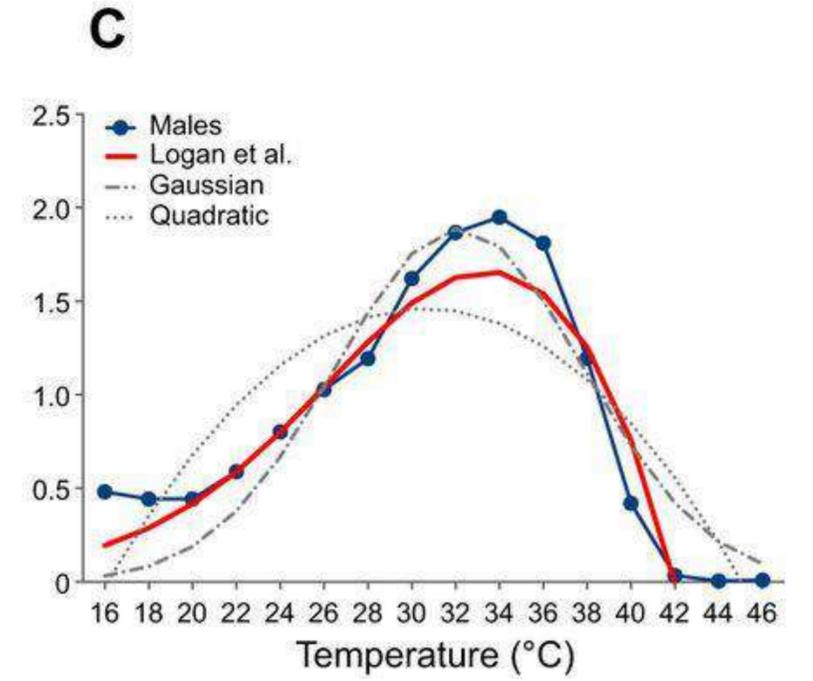 C
2.5
2.0
1.5
1.0
0.5
0
Males
Logan et al.
Gaussian
Quadratic
16 18 20 22 24 26 28 30 32 34 36 38 40 42 44 46
Temperature (°C)